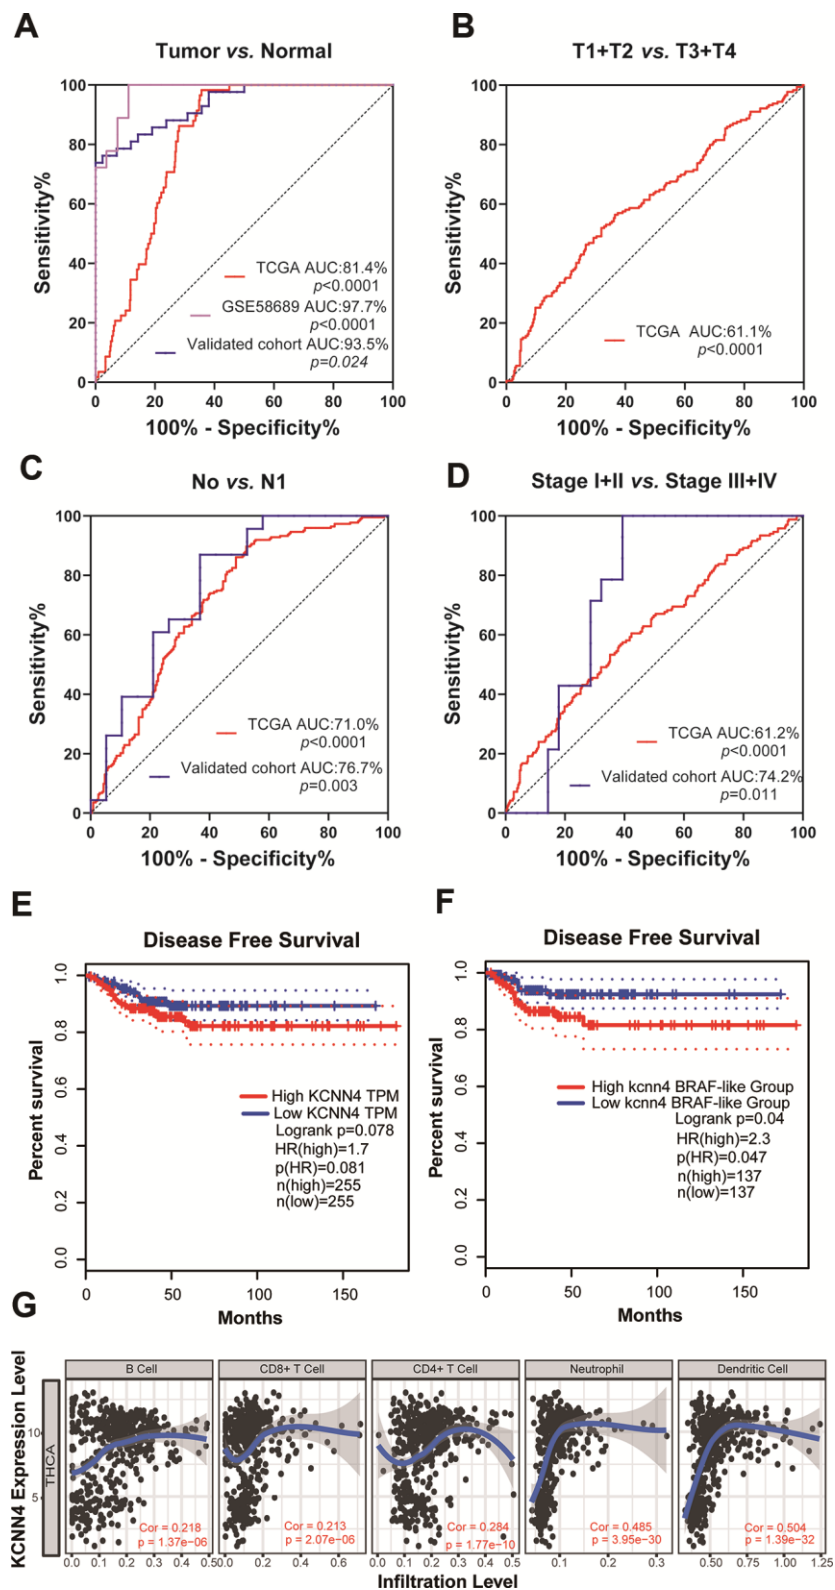 A
Tumor vs. Normal
Sensitivity%
100
80
60
40
20
0
TCGA AUC:81.4%
p<0.0001
GSE58689 AUC:97.7%
p<0.0001
Validated cohort AUC:93.5%
p=0.024
0 20 40 60 80 100
100% - Specificity%
B
T1+T2 vs. T3+T4
Sensitivity%
100
80
60
40
20
0
TCGA AUC:61.1%
p<0.0001
0 20 40 60 80 100
100% - Specificity%
C
No vs. N1
Sensitivity%
100
80
60
40
20
0
TCGA AUC:71.0%
p<0.0001
Validated cohort AUC:76.7%
p=0.003
0 20 40 60 80 100
100% - Specificity%
D
Stage I+II vs. Stage III+IV
Sensitivity%
100
80
60
40
20
0
TCGA AUC:61.2%
p<0.0001
Validated cohort AUC:74.2%
p=0.011
0 20 40 60 80 100
100% - Specificity%
E
Disease Free Survival
Percent survival
1.0
0.8
0.6
0.4
0.2
0.0
High KCNN4 TPM
Low KCNN4 TPM
Logrank p=0.078
HR(high)=1.7
p(HR)=0.081
n(high)=255
n(low)=255
0 50 100 150
Months
F
Disease Free Survival
Percent survival
1.0
0.8
0.6
0.4
0.2
0.0
High kcnn4 BRAF-like Group
Low kcnn4 BRAF-like Group
Logrank p=0.04
HR(high)=2.3
p(HR)=0.047
n(high)=137
n(low)=137
0 50 100 150
Months
G
KCNN4 Expression Level
THCA
10
5
B Cell
Cor = 0.218
p = 1.37e-06
0.0 0.1 0.2 0.3 0.4 0.5
CD8+ T Cell
Cor = 0.213
p = 2.07e-06
0.0 0.2 0.4 0.6
CD4+ T Cell
Cor = 0.284
p = 1.77e-10
0.0 0.1 0.2 0.3 0.4 0.5
Neutrophil
Cor = 0.485
p = 3.95e-30
0.1 0.2 0.3
Dendritic Cell
Cor = 0.504
p = 1.39e-32
0.50 0.75 1.00 1.25
Infiltration Level